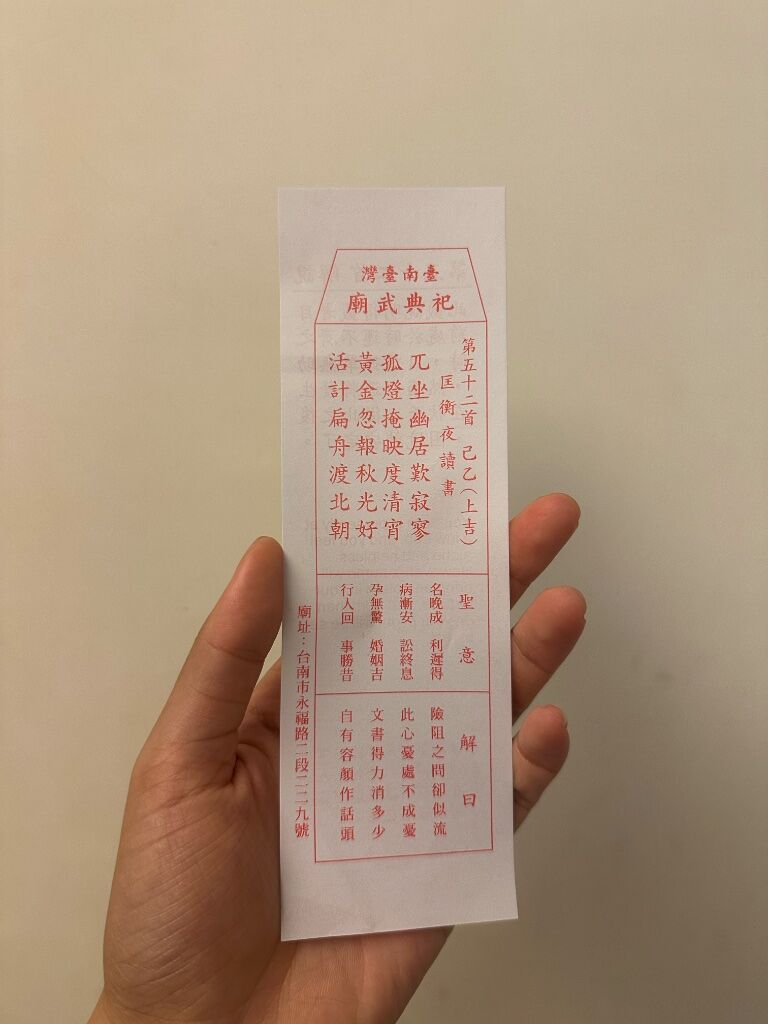 臺南臺灣
祀典武廟
第五十二首 己乙(上吉)
匡衡夜讀書
兀坐幽居歎寂寥
孤燈掩映度清宵
黃金忽報秋光好
活計扁舟渡北朝
聖意
名晚成 利遲得
病漸安 訟終息
孕無驚 婚姻吉
行人回 事勝昔
解曰
險阻之問卻似流
此心憂處不成憂
文書得力消多少
自有容顏作話頭
廟址：台南市永福路二段二二九號